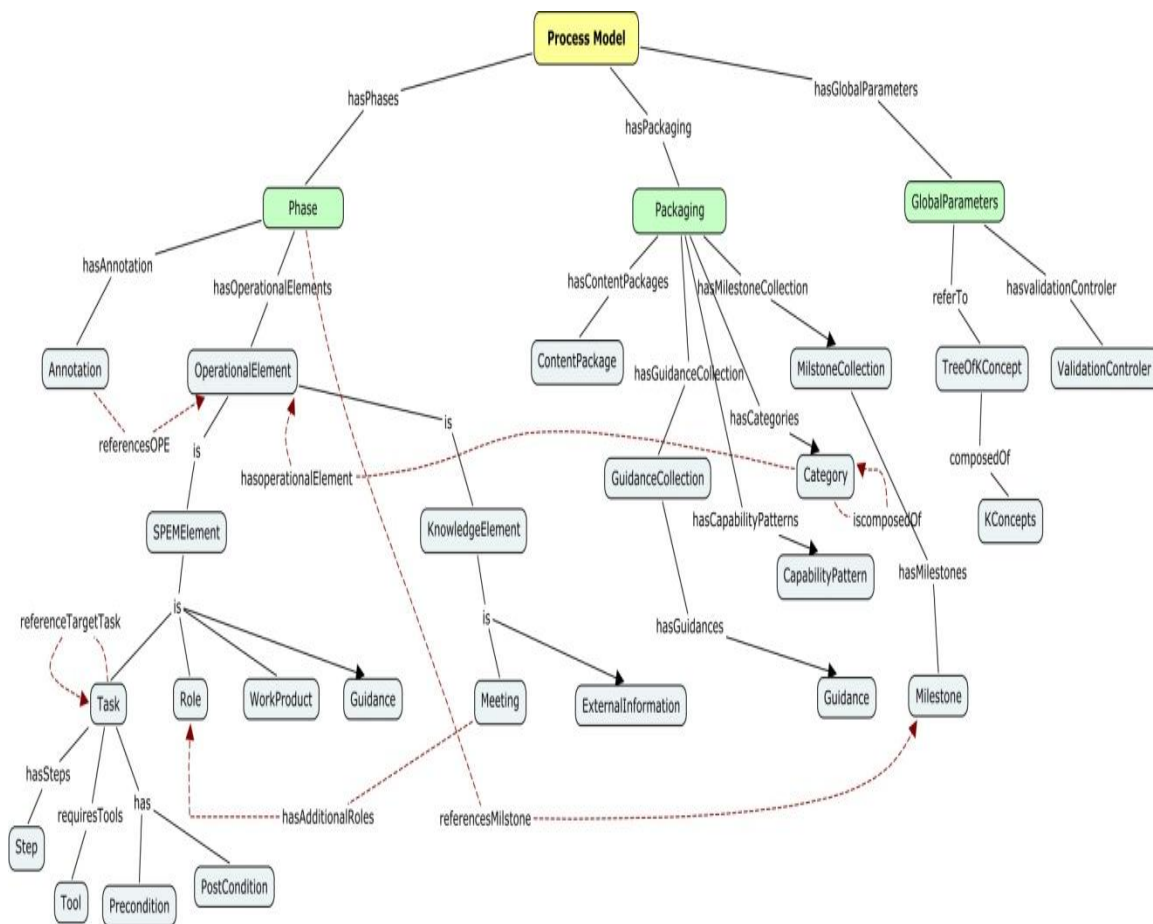 Process Model
hasPhases
hasGlobalParameters
hasPackaging
Phase
Packaging
GlobalParameters
hasAnnotation
hasOperationalElements
hasContentPackages
hasMilestoneCollection
referTo
hasvalidationControler
Annotation
OperationalElement
ContentPackage
hasGuidanceCollection
MilstoneCollection
TreeOfKConcept
ValidationControler
referencesOPE
is
is
hasCategories
hasoperationalElement
GuidanceCollection
Category
composedOf
SPEMElement
KnowledgeElement
hasCapabilityPatterns
iscomposedOf
KConcepts
CapabilityPattern
hasMilestones
referenceTargetTask
is
is
hasGuidances
Task
Role
WorkProduct
Guidance
Meeting
ExternalInformation
Guidance
Milestone
hasSteps
requiresTools
has
hasAdditionalRoles
referencesMilstone
Step
Tool
Precondition
PostCondition